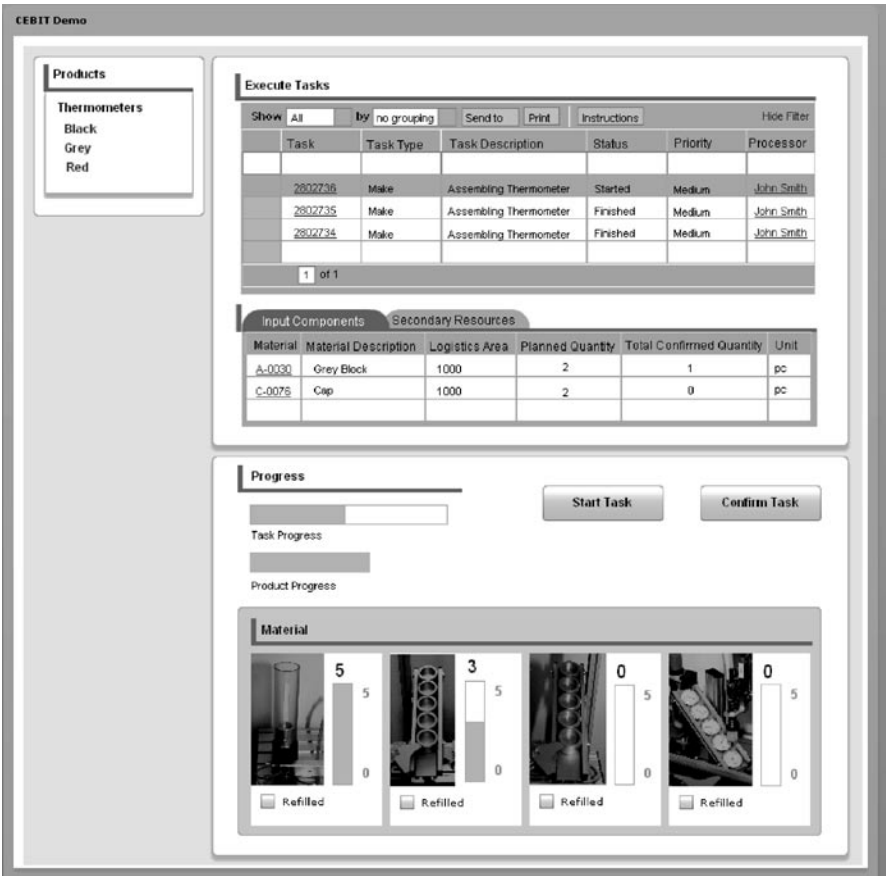 CEBIT Demo
Products
Thermometers
Black
Grey
Red
Execute Tasks
Show All by no grouping Send to Print Instructions Hide Filter
Task Task Type Task Description Status Priority Processor
2802736 Make Assembling Thermometer Started Medium John Smith
2802735 Make Assembling Thermometer Finished Medium John Smith
2802734 Make Assembling Thermometer Finished Medium John Smith
1 of 1
Input Components Secondary Resources
Material Material Description Logistics Area Planned Quantity Total Confirmed Quantity Unit
A-0030 Grey Block 1000 2 1 pc
C-0076 Cap 1000 2 0 pc
Progress
Start Task Confirm Task
Task Progress
Product Progress
Material
5 3 0 0
5 5 5 5
0 0 0 0
Refilled Refilled Refilled Refilled